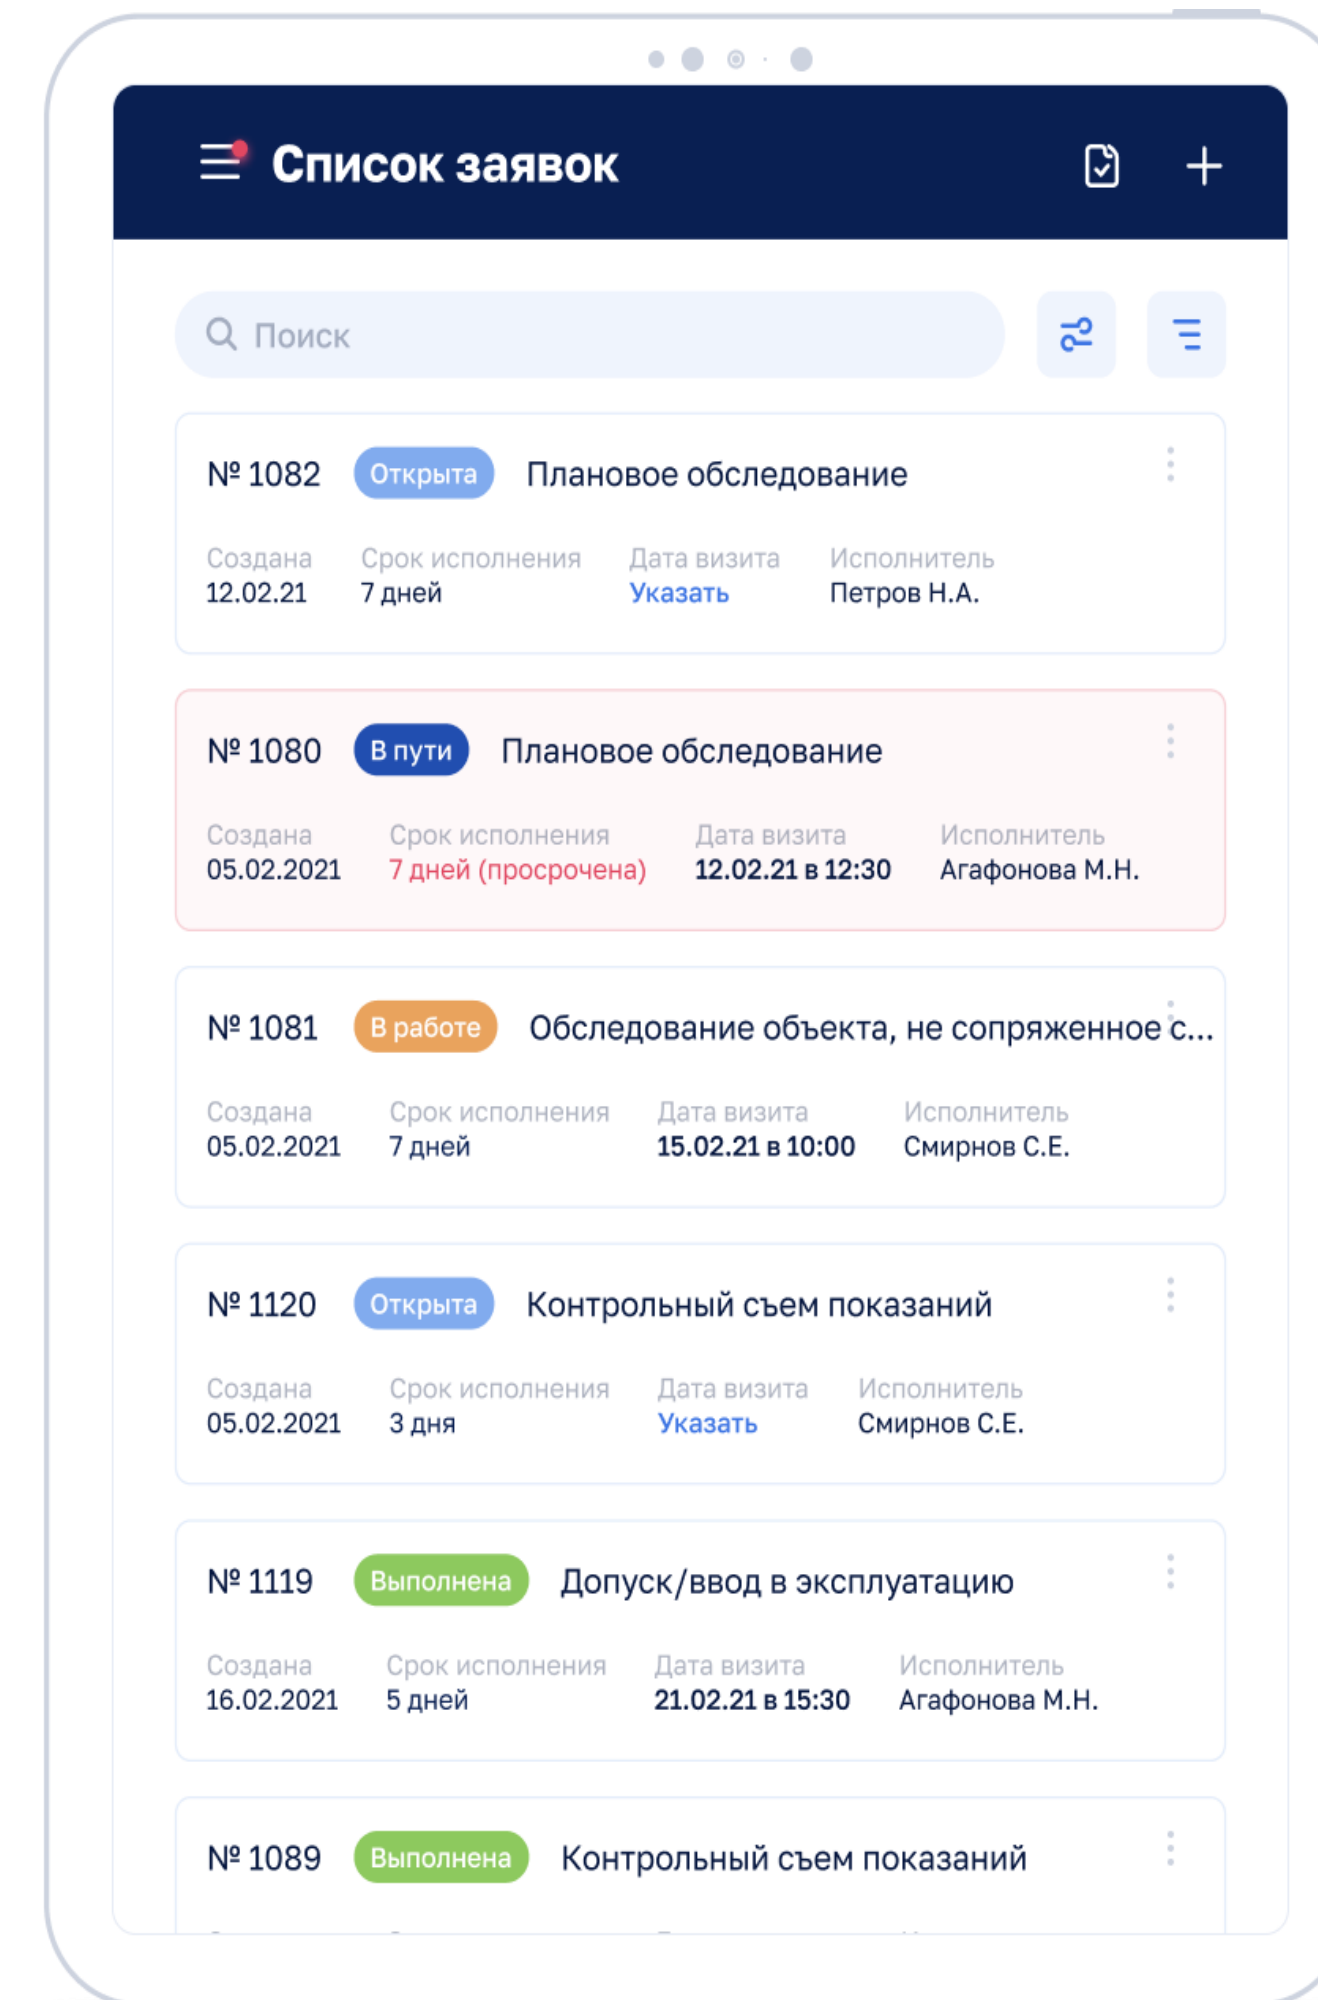 Список заявок
Поиск
№ 1082 Открыта Плановое обследование
Создана Срок исполнения Дата визита Исполнитель
12.02.21 7 дней Указать Петров Н.А.
№ 1080 В пути Плановое обследование
Создана Срок исполнения Дата визита Исполнитель
05.02.2021 7 дней (просрочена) 12.02.21 в 12:30 Агафонова М.Н.
№ 1081 В работе Обследование объекта, не сопряженное с...
Создана Срок исполнения Дата визита Исполнитель
05.02.2021 7 дней 15.02.21 в 10:00 Смирнов С.Е.
№ 1120 Открыта Контрольный съем показаний
Создана Срок исполнения Дата визита Исполнитель
05.02.2021 3 дня Указать Смирнов С.Е.
№ 1119 Выполнена Допуск/ввод в эксплуатацию
Создана Срок исполнения Дата визита Исполнитель
16.02.2021 5 дней 21.02.21 в 15:30 Агафонова М.Н.
№ 1089 Выполнена Контрольный съем показаний